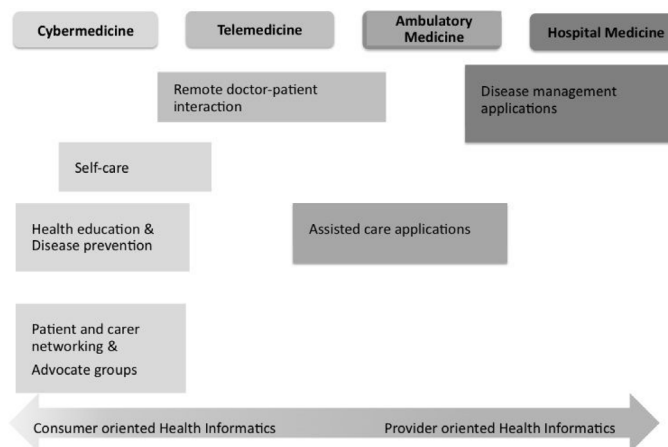 Cybermedicine
Telemedicine
Ambulatory
Medicine
Hospital Medicine
Remote doctor-patient
interaction
Disease management
applications
Self-care
Health education &
Disease prevention
Assisted care applications
Patient and carer
networking &
Advocate groups
Consumer oriented Health Informatics
Provider oriented Health Informatics